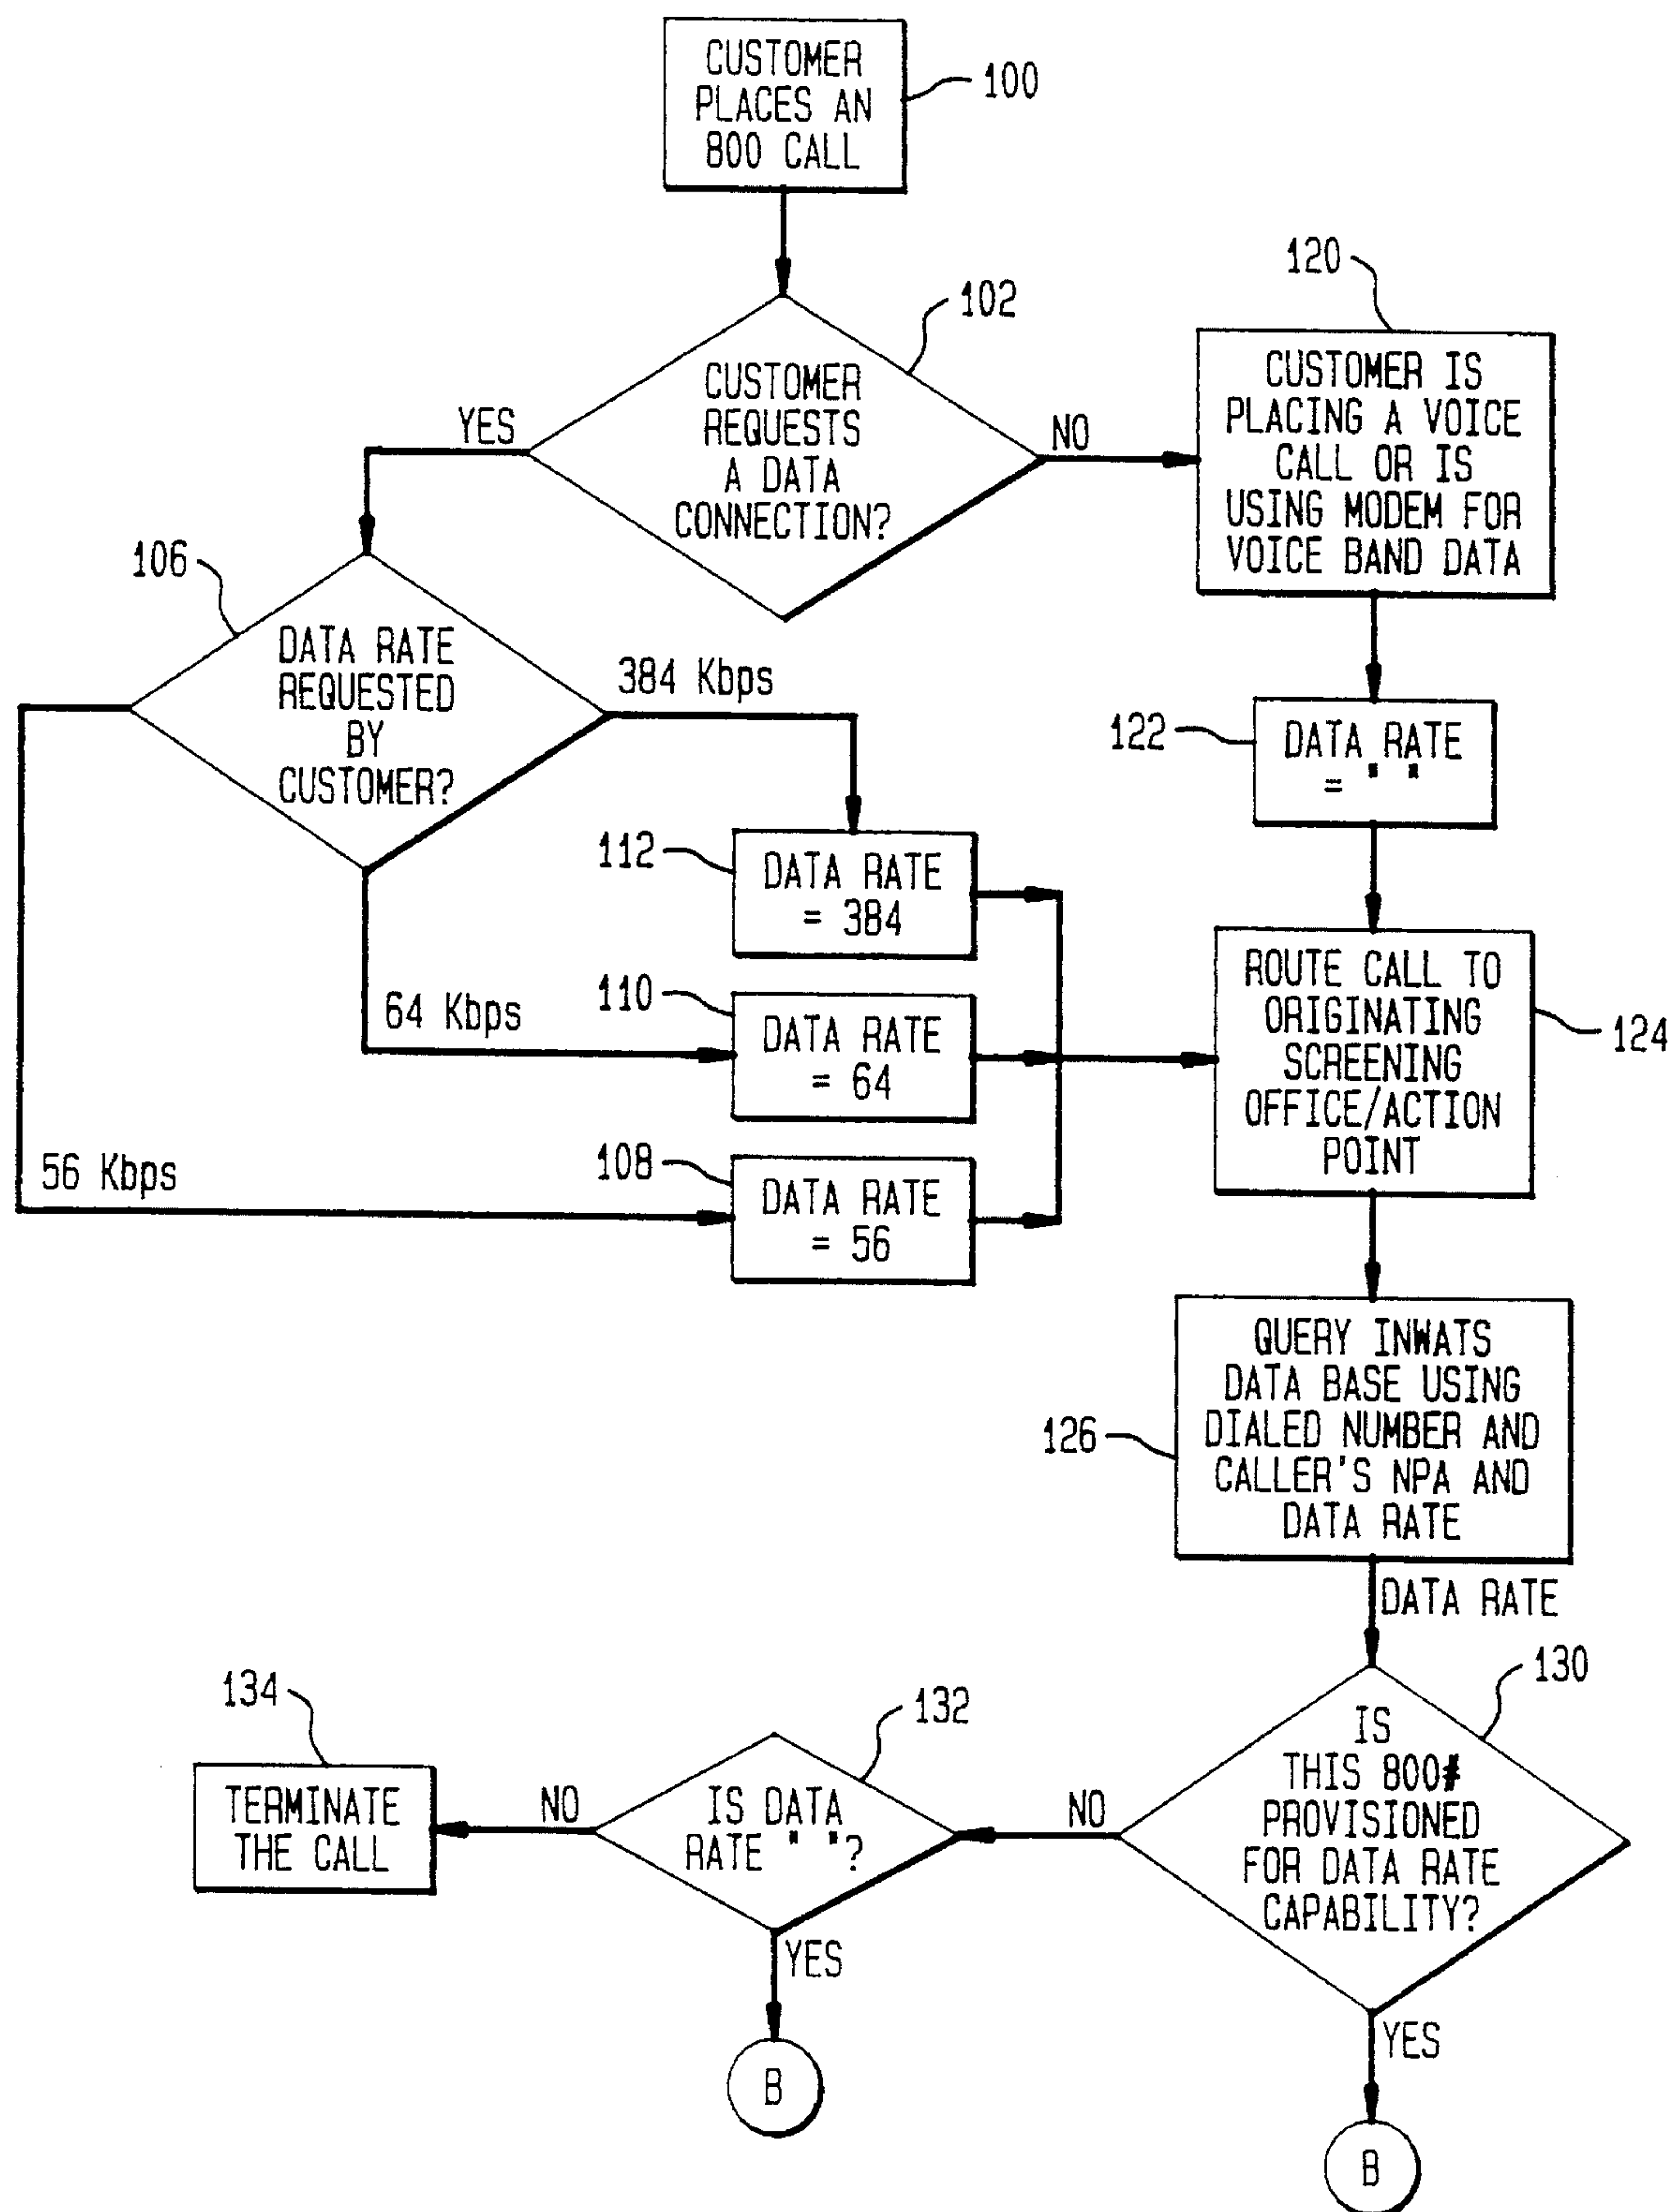 CUSTOMER
PLACES AN
800 CALL
100
102
CUSTOMER
REQUESTS
A DATA
CONNECTION?
YES
NO
120
CUSTOMER IS
PLACING A VOICE
CALL OR IS
USING MODEM FOR
VOICE BAND DATA
106
DATA RATE
REQUESTED
BY
CUSTOMER?
384 Kbps
64 Kbps
56 Kbps
122
DATA RATE
= " "
112
DATA RATE
= 384
110
DATA RATE
= 64
108
DATA RATE
= 56
ROUTE CALL TO
ORIGINATING
SCREENING
OFFICE/ACTION
POINT
124
126
QUERY INWATS
DATA BASE USING
DIALED NUMBER AND
CALLER'S NPA AND
DATA RATE
DATA RATE
130
IS
THIS 800#
PROVISIONED
FOR DATA RATE
CAPABILITY?
NO
YES
B
132
IS DATA
RATE " "?
NO
YES
B
134
TERMINATE
THE CALL